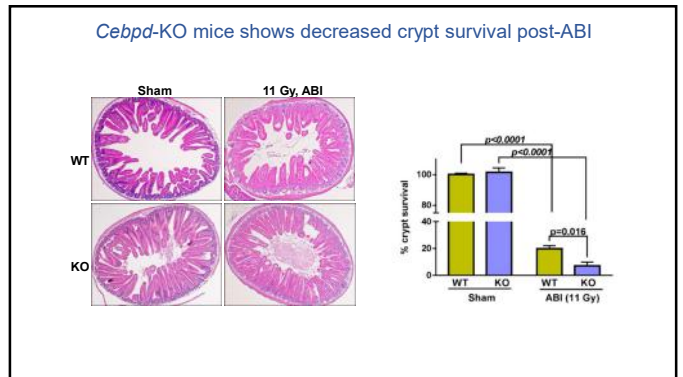 Cebpd-KO mice shows decreased crypt survival post-ABI
Sham
11 Gy, ABI
WT
KO
p<0.0001
p<0.0001
p=0.016
% crypt survival
100
80
40
20
0
WT KO WT KO
Sham ABI (11 Gy)